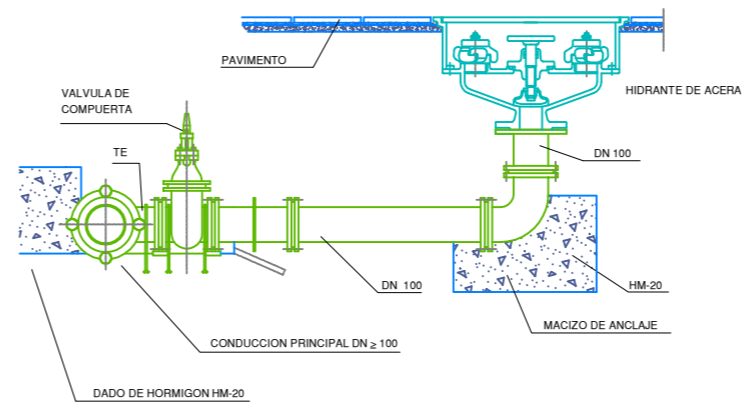 PAVIMENTO
VALVULA DE
COMPUERTA
HIDRANTE DE ACERA
TE
DN 100
DN 100
HM-20
MACIZO DE ANCLAJE
CONDUCCION PRINCIPAL DN ≥ 100
DADO DE HORMIGON HM-20